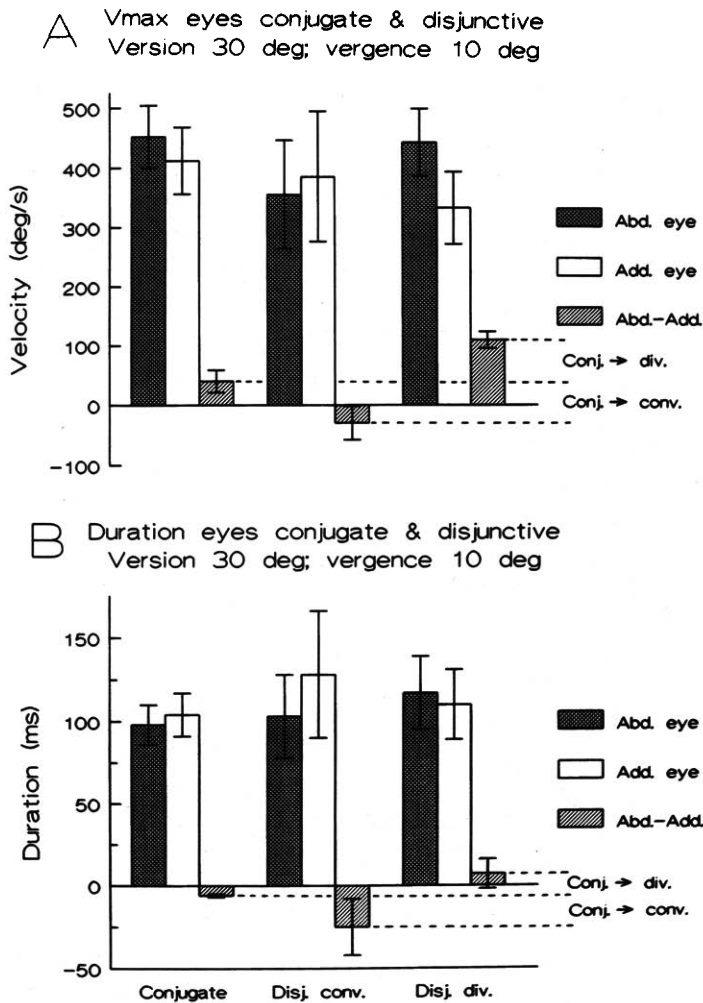 A Vmax eyes conjugate & disjunctive
Version 30 deg; vergence 10 deg
500
400
300
200
100
0
-100
Velocity (deg/s)
Abd. eye
Add. eye
Abd.-Add.
Conj. → div.
Conj. → conv.
B Duration eyes conjugate & disjunctive
Version 30 deg; vergence 10 deg
150
100
50
0
-50
Duration (ms)
Abd. eye
Add. eye
Abd.-Add.
Conj. → div.
Conj. → conv.
Conjugate Disj. conv. Disj. div.